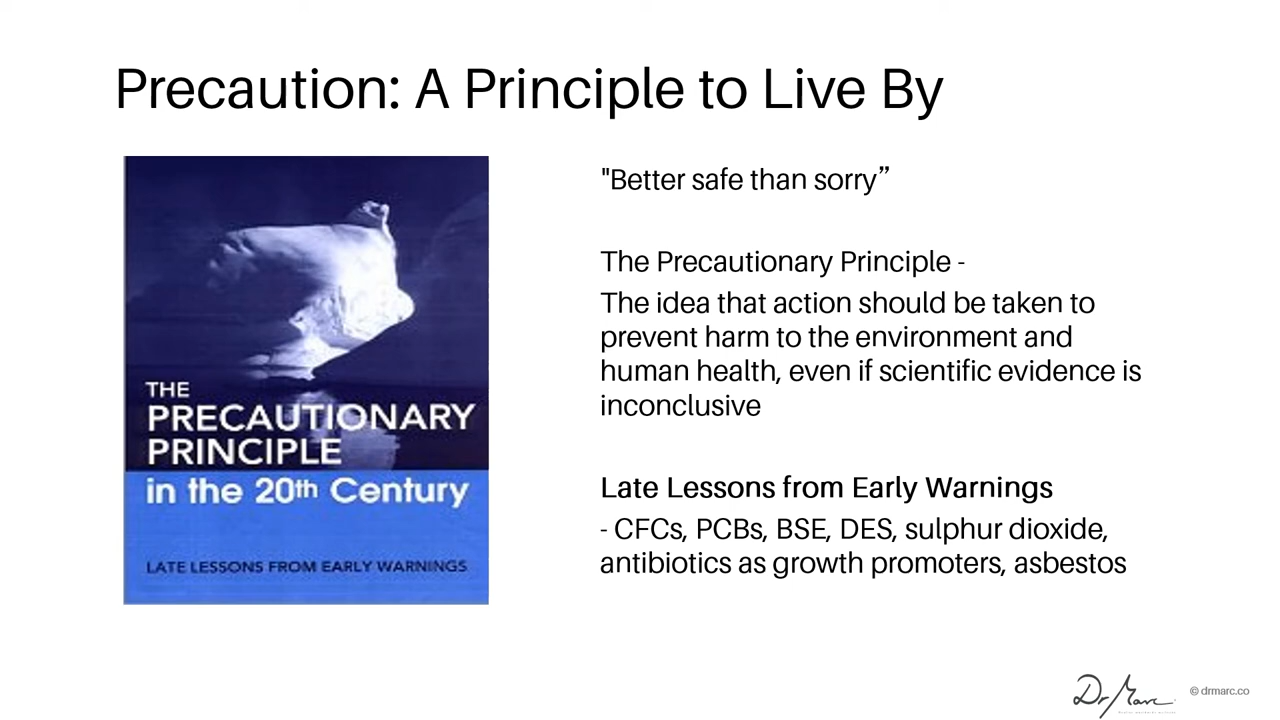 Precaution: A Principle to Live By
THE
PRECAUTIONARY
PRINCIPLE
in the 20th Century
LATE LESSONS FROM EARLY WARNINGS
"Better safe than sorry”
The Precautionary Principle -
The idea that action should be taken to
prevent harm to the environment and
human health, even if scientific evidence is
inconclusive
Late Lessons from Early Warnings
- CFCs, PCBs, BSE, DES, sulphur dioxide,
antibiotics as growth promoters, asbestos
Dr Marc
© drmarc.co